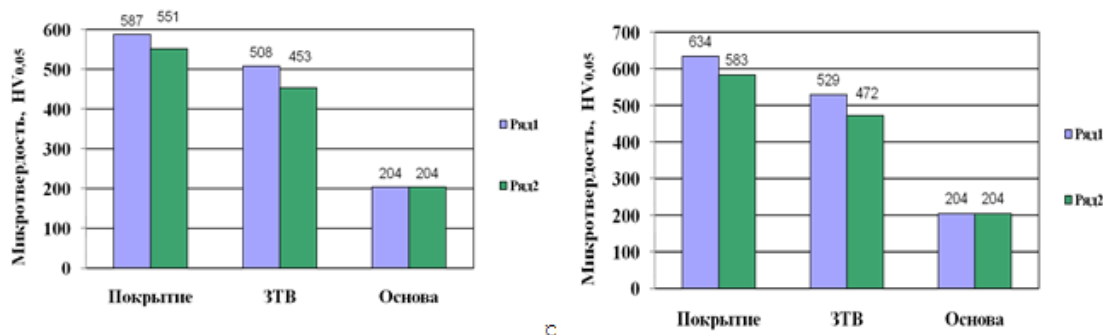 Микротвердость, HV0,05
600
500
400
300
200
100
0
587
551
508
453
204
204
Покрытие
ЗТВ
Основа
Ряд1
Ряд2
Микротвердость, HV0,05
700
600
500
400
300
200
100
0
634
583
529
472
204
204
Покрытие
ЗТВ
Основа
Ряд1
Ряд2